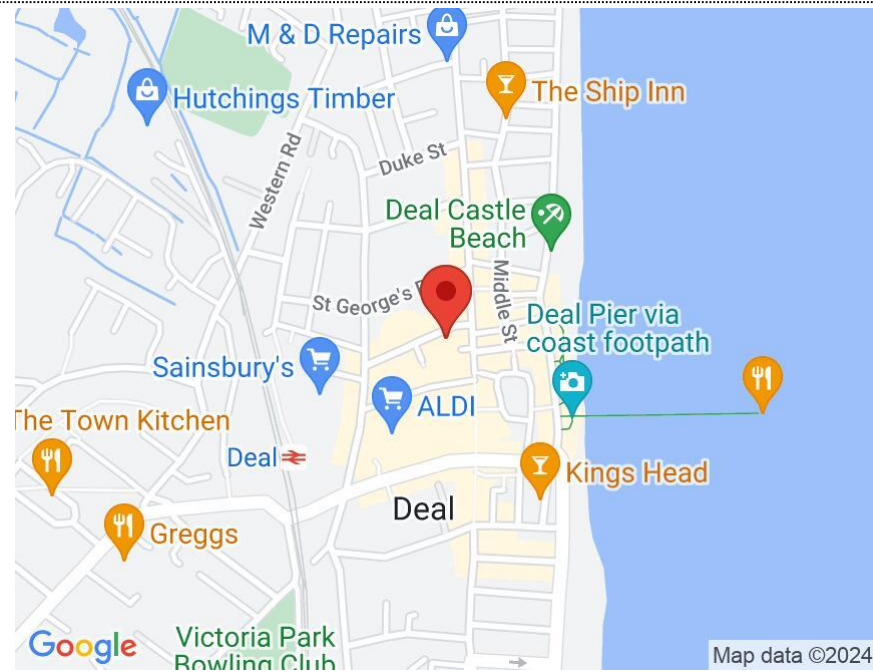 M & D Repairs
Hutchings Timber
The Ship Inn
Duke St
Western Rd
Deal Castle
Beach
Middle St
St George's
Deal Pier via
coast footpath
Sainsbury's
ALDI
The Town Kitchen
Deal
Kings Head
Deal
Greggs
Victoria Park
Bowling Club
Google
Map data ©2024